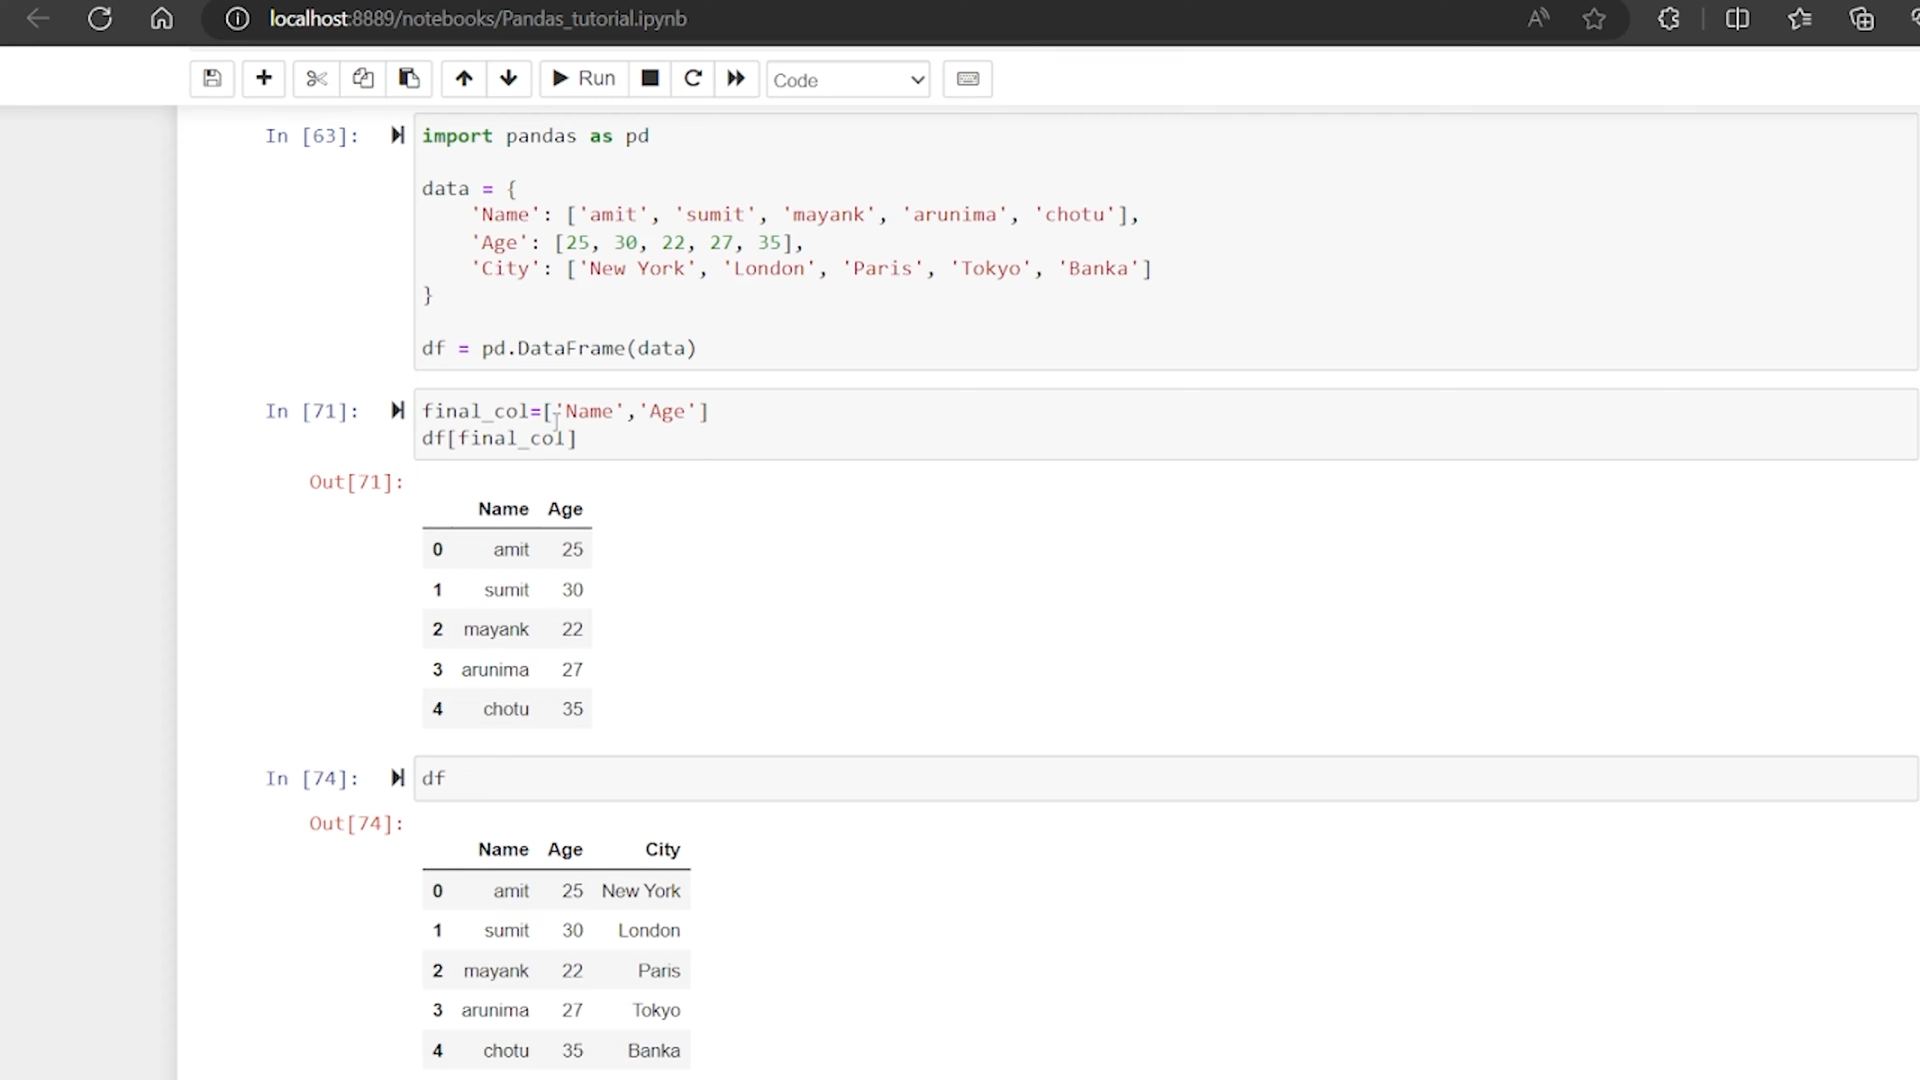 localhost:8889/notebooks/Pandas_tutorial.ipynb
Run
Code
In [63]:
import pandas as pd
data = {
'Name': ['amit', 'sumit', 'mayank', 'arunima', 'chotu'],
'Age': [25, 30, 22, 27, 35],
'City': ['New York', 'London', 'Paris', 'Tokyo', 'Banka']
}
df = pd.DataFrame(data)
In [71]:
final_col=['Name','Age']
df[final_col]
Out[71]:
Name Age
0 amit 25
1 sumit 30
2 mayank 22
3 arunima 27
4 chotu 35
In [74]:
df
Out[74]:
Name Age City
0 amit 25 New York
1 sumit 30 London
2 mayank 22 Paris
3 arunima 27 Tokyo
4 chotu 35 Banka